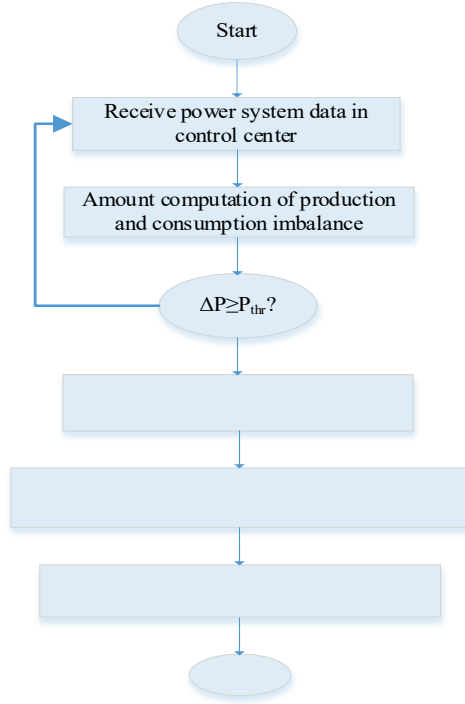 Start
Receive power system data in
control center
Amount computation of production
and consumption imbalance
ΔP≥Pthr?